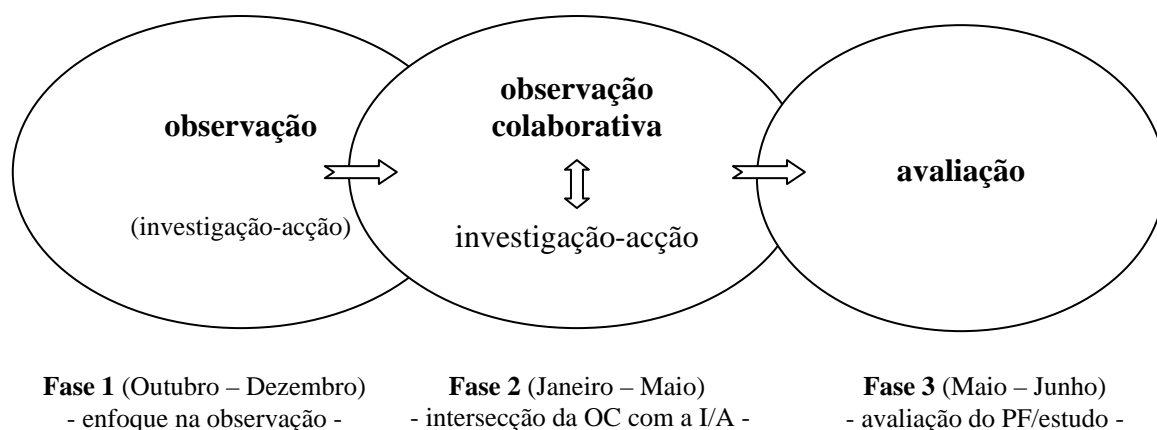 observação
(investigação-acção)
observação
colaborativa
investigação-acção
avaliação
Fase 1 (Outubro – Dezembro)
- enfoque na observação -
Fase 2 (Janeiro – Maio)
- intersecção da OC com a I/A -
Fase 3 (Maio – Junho)
- avaliação do PF/estudo -